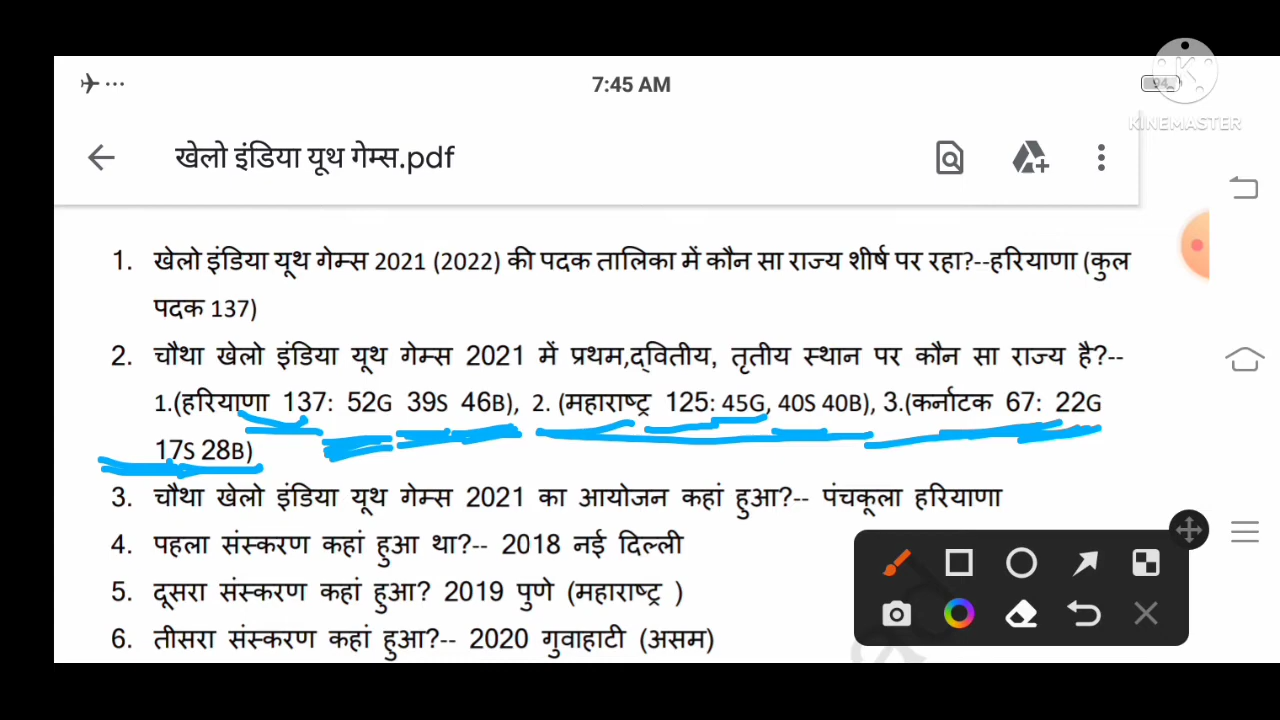 7:45 AM
94
KINEMASTER
खेलो इंडिया यूथ गेम्स.pdf
1. खेलो इंडिया यूथ गेम्स 2021 (2022) की पदक तालिका में कौन सा राज्य शीर्ष पर रहा?--हरियाणा (कुल
पदक 137)
2. चौथा खेलो इंडिया यूथ गेम्स 2021 में प्रथम,द्वितीय, तृतीय स्थान पर कौन सा राज्य है?--
1.(हरियाणा 137: 52G 39S 46B), 2. (महाराष्ट्र 125: 45G, 40S 40B), 3.(कर्नाटक 67: 22G
17S 28B)
3. चौथा खेलो इंडिया यूथ गेम्स 2021 का आयोजन कहां हुआ?-- पंचकूला हरियाणा
4. पहला संस्करण कहां हुआ था?-- 2018 नई दिल्ली
5. दूसरा संस्करण कहां हुआ? 2019 पुणे (महाराष्ट्र )
6. तीसरा संस्करण कहां हुआ?-- 2020 गुवाहाटी (असम)